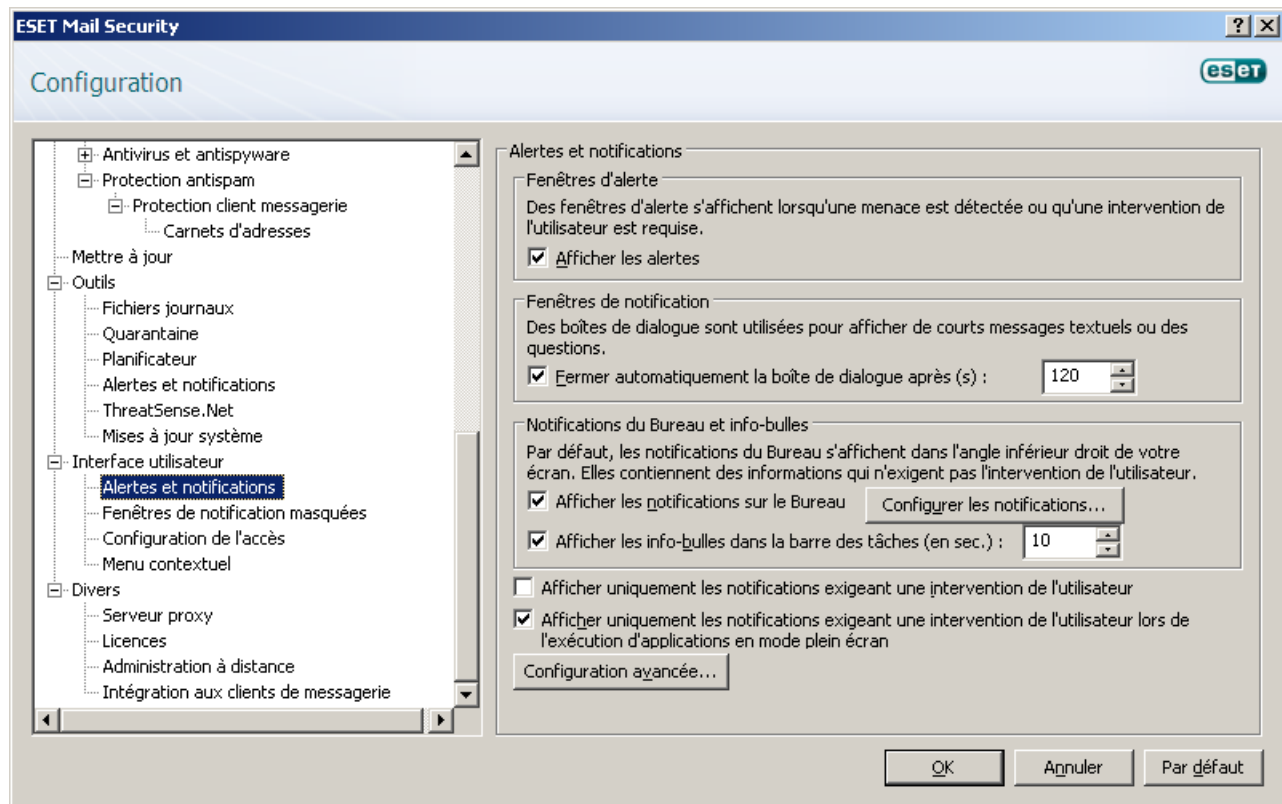 ESET Mail Security
Configuration
eset
Antivirus et antispyware
Protection antispam
Protection client messagerie
Carnets d'adresses
Mettre à jour
Outils
Fichiers journaux
Quarantaine
Planificateur
Alertes et notifications
ThreatSense.Net
Mises à jour système
Interface utilisateur
Alertes et notifications
Fenêtres de notification masquées
Configuration de l'accès
Menu contextuel
Divers
Serveur proxy
Licences
Administration à distance
Intégration aux clients de messagerie
Alertes et notifications
Fenêtres d'alerte
Des fenêtres d'alerte s'affichent lorsqu'une menace est détectée ou qu'une intervention de
l'utilisateur est requise.
Afficher les alertes
Fenêtres de notification
Des boîtes de dialogue sont utilisées pour afficher de courts messages textuels ou des
questions.
Fermer automatiquement la boîte de dialogue après (s) : 120
Notifications du Bureau et info-bulles
Par défaut, les notifications du Bureau s'affichent dans l'angle inférieur droit de votre
écran. Elles contiennent des informations qui n'exigent pas l'intervention de l'utilisateur.
Afficher les notifications sur le Bureau Configurer les notifications...
Afficher les info-bulles dans la barre des tâches (en sec.) : 10
Afficher uniquement les notifications exigeant une intervention de l'utilisateur
Afficher uniquement les notifications exigeant une intervention de l'utilisateur lors de
l'exécution d'applications en mode plein écran
Configuration avancée...
OK Annuler Par défaut